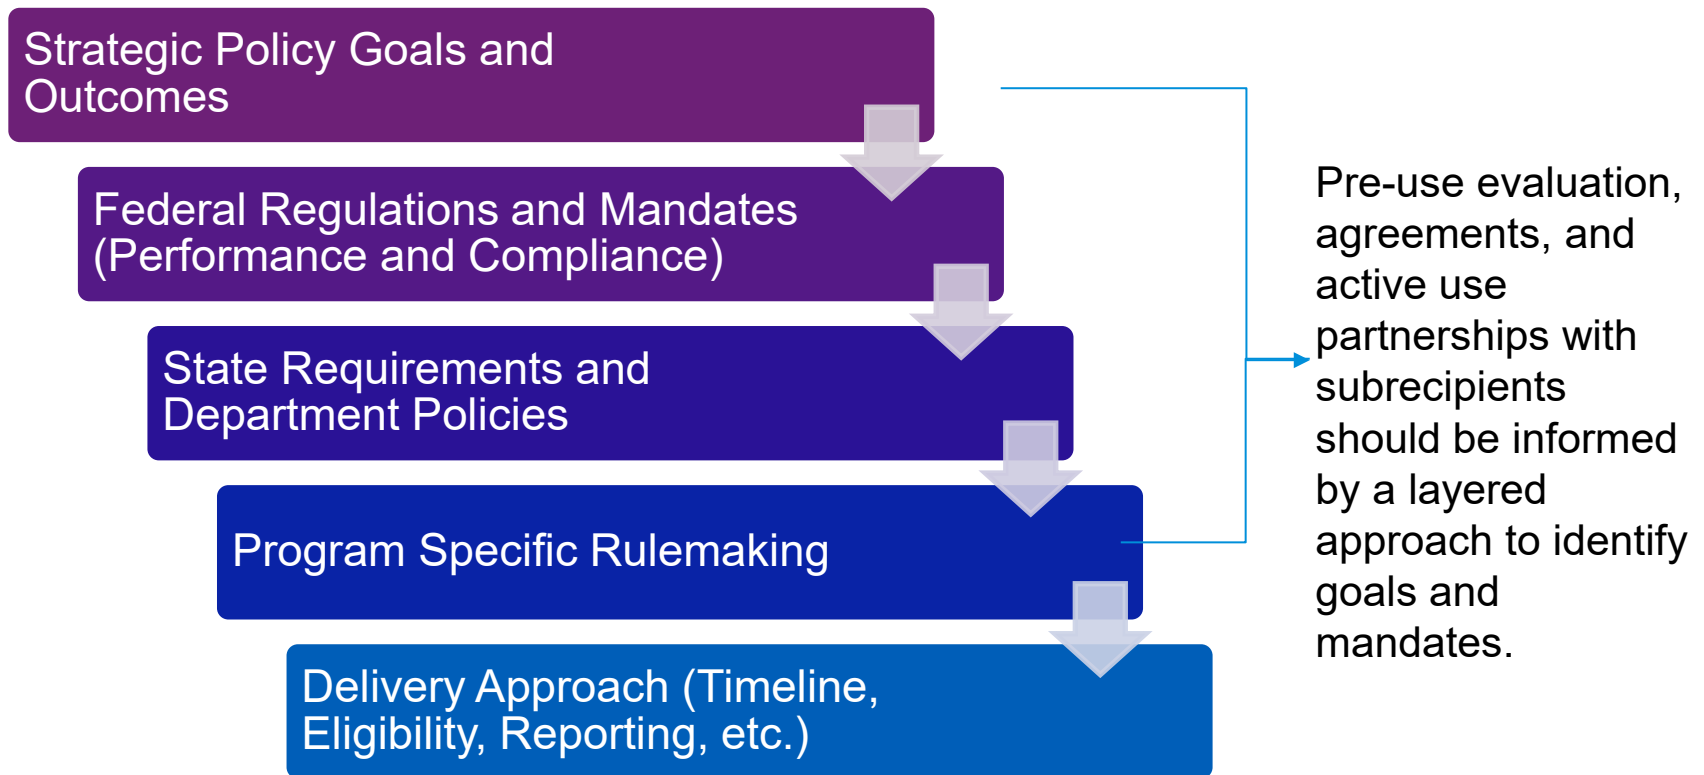 Strategic Policy Goals and
Outcomes
Federal Regulations and Mandates
(Performance and Compliance)
State Requirements and
Department Policies
Program Specific Rulemaking
Delivery Approach (Timeline,
Eligibility, Reporting, etc.)
Pre-use evaluation,
agreements, and
active use
partnerships with
subrecipients
should be informed
by a layered
approach to identify
goals and
mandates.